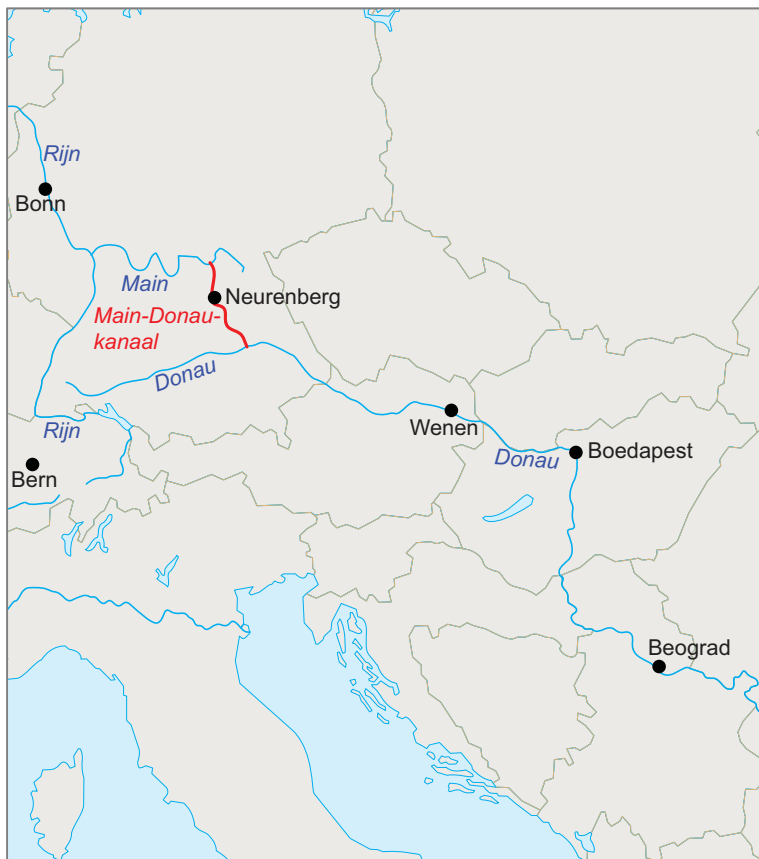 Rijn
Bonn
Main
Neurenberg
Main-Donau-
kanaal
Donau
Wenen
Rijn
Donau
Boedapest
Bern
Beograd